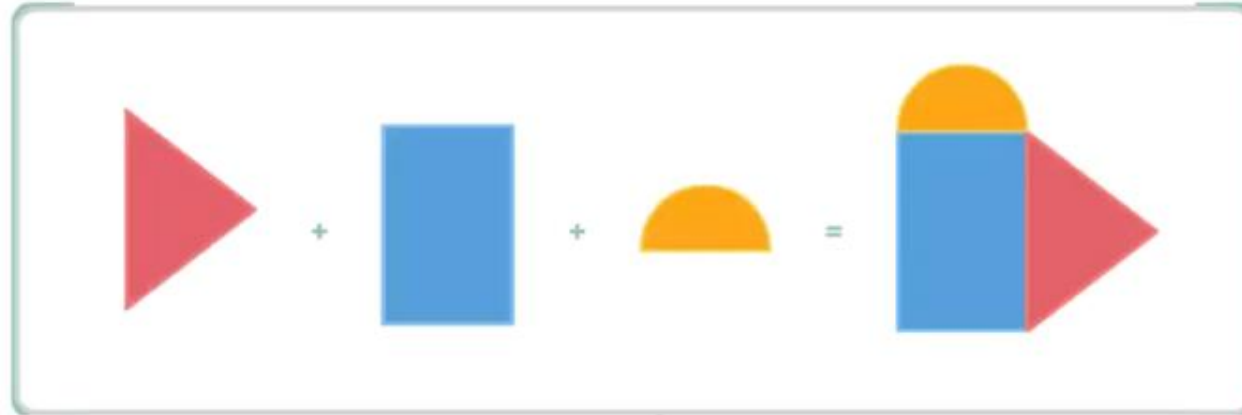 + + =